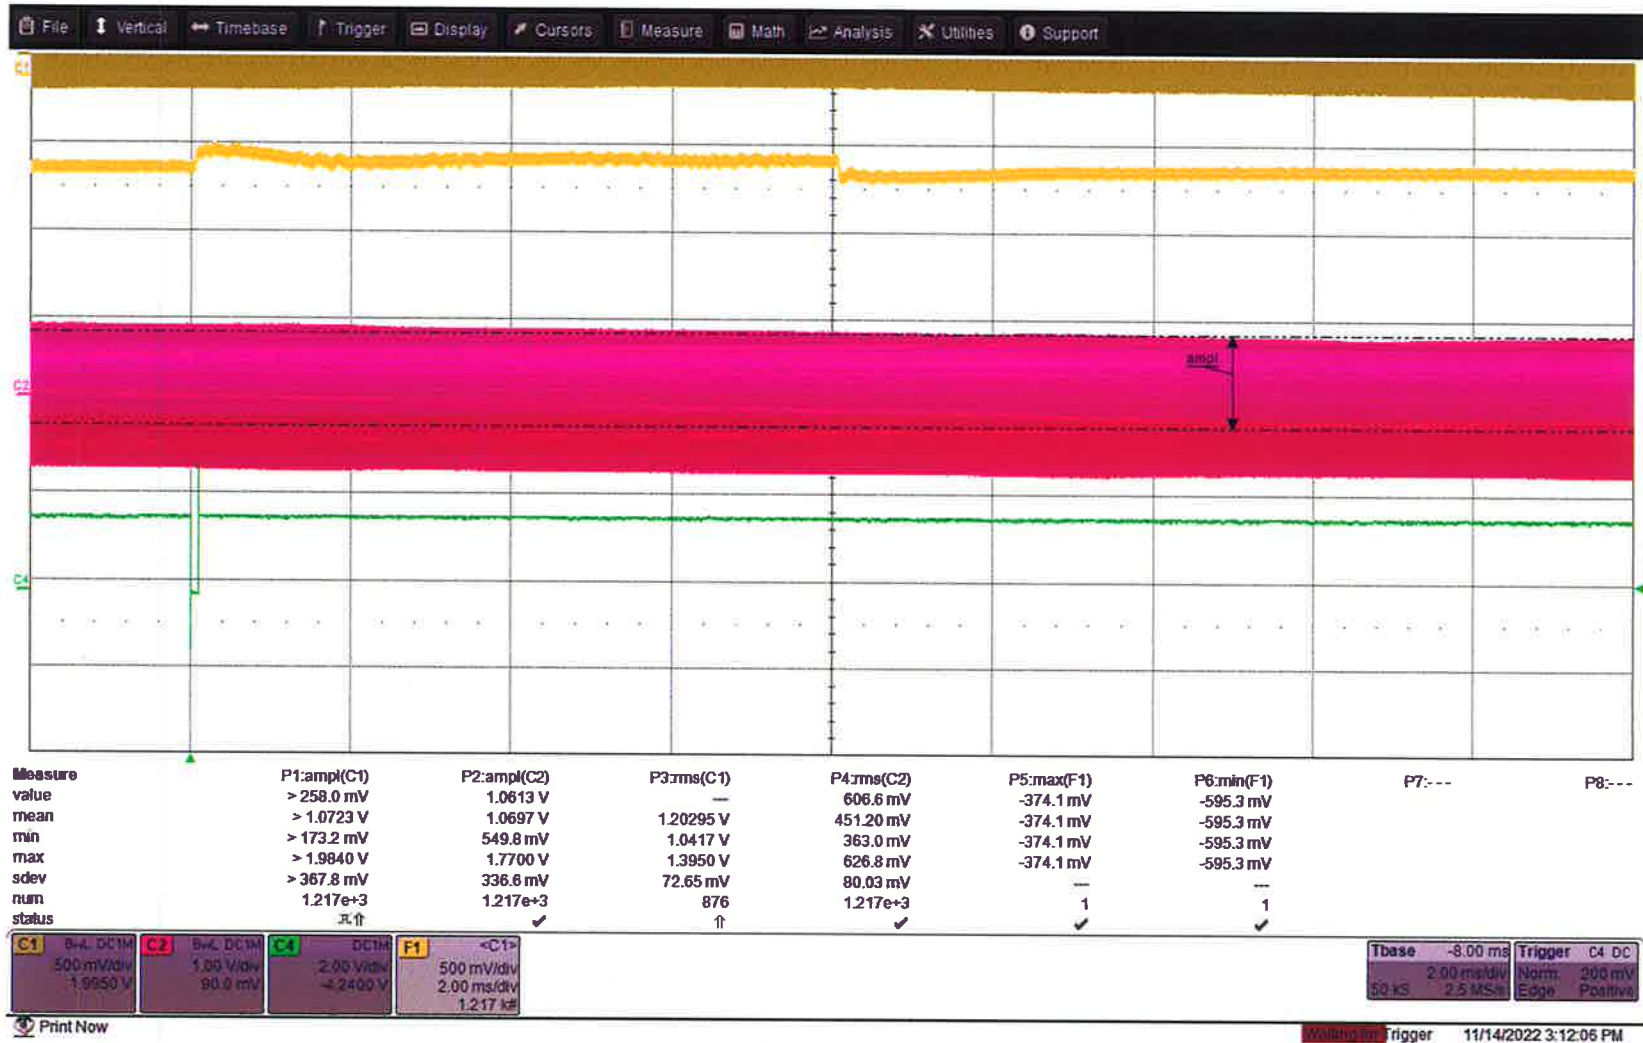 File Vertical Timebase Trigger Display Cursors Measure Math Analysis Utilities Support
C1
ampl
C2
C4
Measure P1:ampl(C1) P2:ampl(C2) P3:rms(C1) P4:rms(C2) P5:max(F1) P6:min(F1) P7:--- P8:---
value > 258.0 mV 1.0613 V --- 606.6 mV -374.1 mV -595.3 mV
mean > 1.0723 V 1.0697 V 1.20295 V 451.20 mV -374.1 mV -595.3 mV
min > 173.2 mV 549.8 mV 1.0417 V 363.0 mV -374.1 mV -595.3 mV
max > 1.9840 V 1.7700 V 1.3950 V 626.8 mV -374.1 mV -595.3 mV
sdev > 367.8 mV 336.6 mV 72.65 mV 80.03 mV --- ---
num 1.217e+3 1.217e+3 876 1.217e+3 1 1
status
C1 BwL DC1M C2 BwL DC1M C4 DC1M F1 <C1> Tbase -8.00 ms Trigger C4 DC
500 mV/div 1.00 V/div 2.00 V/div 500 mV/div 2.00 ms/div Norm. 200 mV
1.9950 V 90.0 mV -4.2400 V 2.00 ms/div 50 kS 2.5 MS/s Edge Positive
1.217 k#
Print Now Waiting for Trigger 11/14/2022 3:12:06 PM